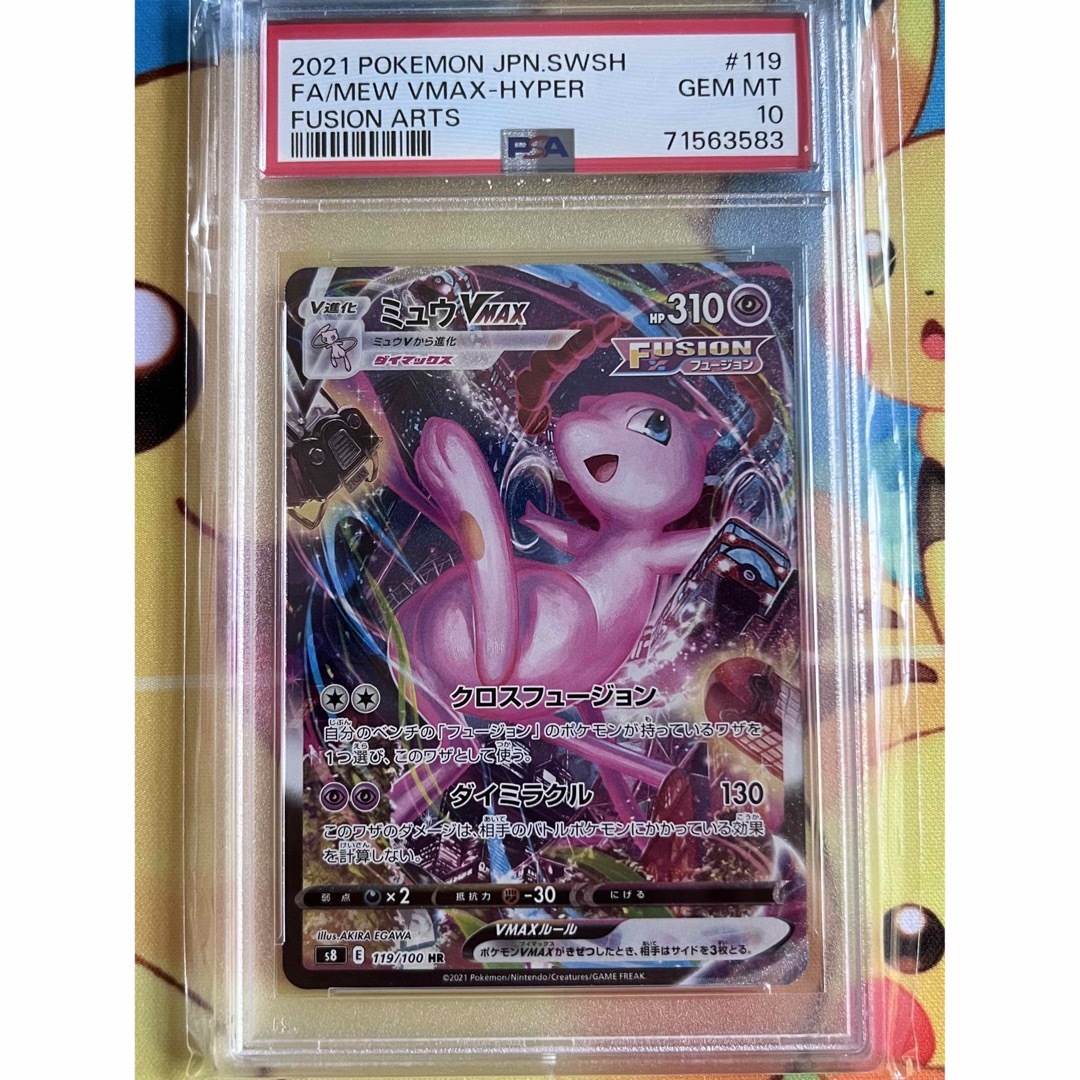 2021 POKEMON JPN.SWSH #119
FA/MEW VMAX-HYPER GEM MT
FUSION ARTS 10
PSA 71563583
V進化 ミュウVMAX HP310
ミュウVから進化
ダイマックス
FUSION
フュージョン
クロスフュージョン
自分のベンチの「フュージョン」のポケモンが持っているワザを
1つ選び、このワザとして使う。
ダイミラクル 130
このワザのダメージは、相手のバトルポケモンにかかっている効果
を計算しない。
弱点 ×2 抵抗力 -30 にげる
Illus. AKIRA EGAWA
VMAXルール
ポケモンVMAXがきぜつしたとき、相手はサイドを3枚とる。
s8 E 119/100 HR
©2021 Pokémon/Nintendo/Creatures/GAME FREAK.